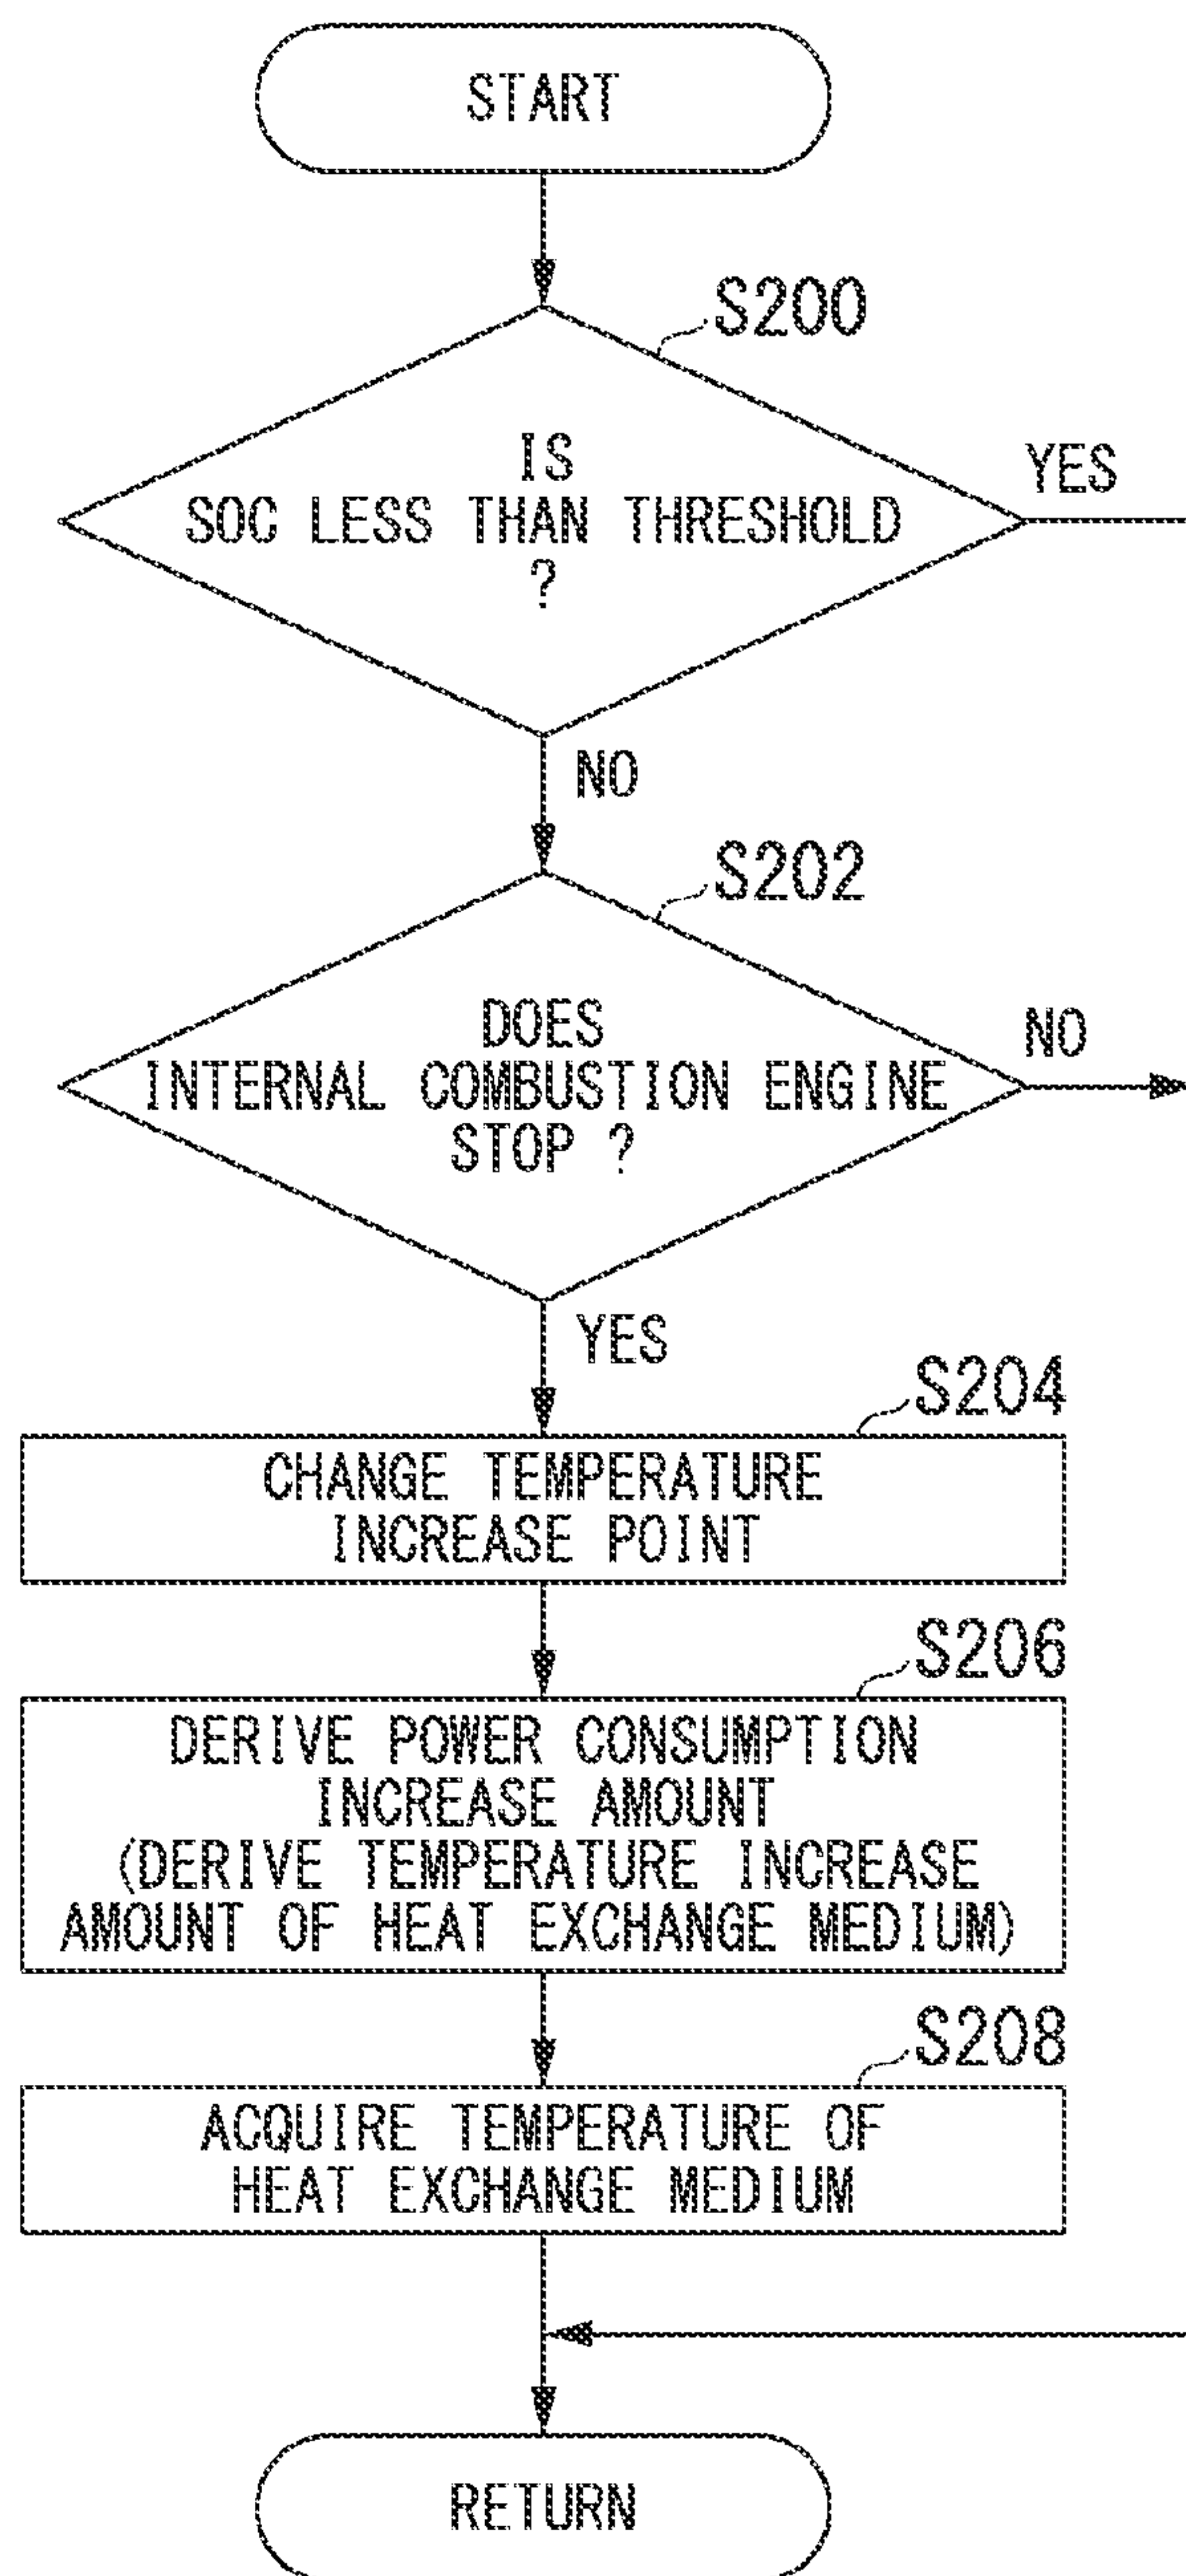 START
S200
IS
SOC LESS THAN THRESHOLD
?
YES
NO
S202
DOES
INTERNAL COMBUSTION ENGINE
STOP ?
NO
YES
S204
CHANGE TEMPERATURE
INCREASE POINT
S206
DERIVE POWER CONSUMPTION
INCREASE AMOUNT
(DERIVE TEMPERATURE INCREASE
AMOUNT OF HEAT EXCHANGE MEDIUM)
S208
ACQUIRE TEMPERATURE OF
HEAT EXCHANGE MEDIUM
RETURN